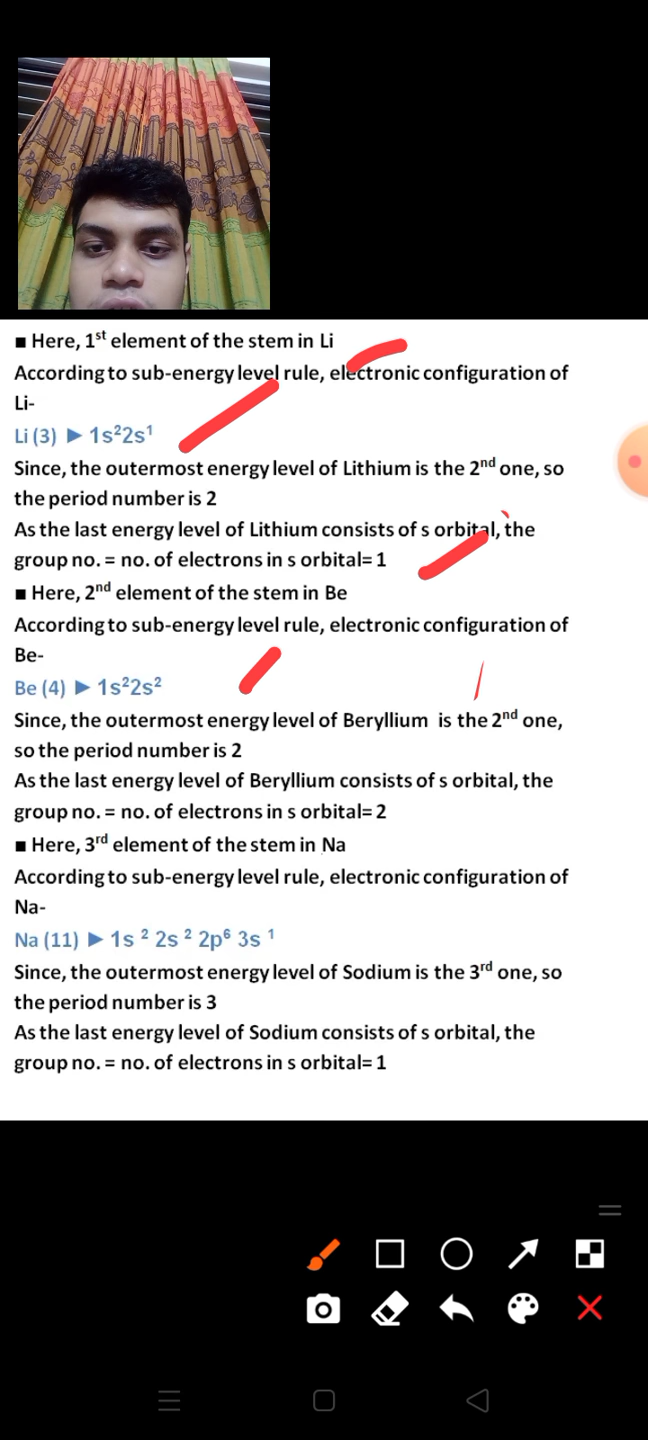 ■ Here, 1st element of the stem in Li
According to sub-energy level rule, electronic configuration of
Li-
Li (3) ► 1s²2s¹
Since, the outermost energy level of Lithium is the 2nd one, so
the period number is 2
As the last energy level of Lithium consists of s orbital, the
group no. = no. of electrons in s orbital= 1
■ Here, 2nd element of the stem in Be
According to sub-energy level rule, electronic configuration of
Be-
Be (4) ► 1s²2s²
Since, the outermost energy level of Beryllium is the 2nd one,
so the period number is 2
As the last energy level of Beryllium consists of s orbital, the
group no. = no. of electrons in s orbital= 2
■ Here, 3rd element of the stem in Na
According to sub-energy level rule, electronic configuration of
Na-
Na (11) ► 1s ² 2s ² 2p⁶ 3s ¹
Since, the outermost energy level of Sodium is the 3rd one, so
the period number is 3
As the last energy level of Sodium consists of s orbital, the
group no. = no. of electrons in s orbital= 1